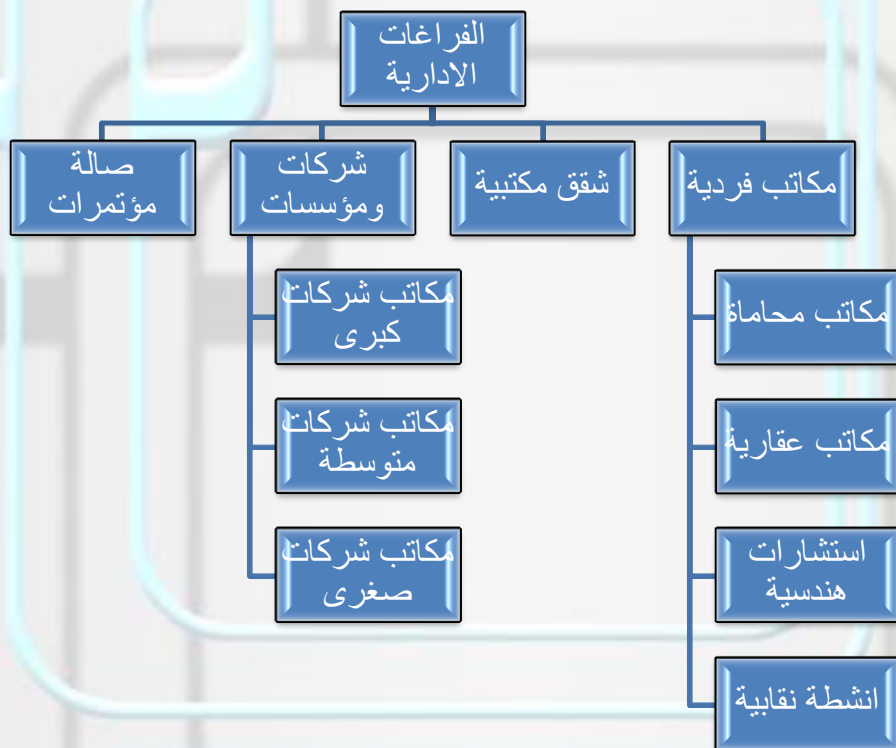 الفراغات
الادارية
مكاتب فردية
شقق مكتبية
شركات
ومؤسسات
صالة
مؤتمرات
مكاتب محاماة
مكاتب عقارية
استشارات
هندسية
انشطة نقابية
مكاتب شركات
كبرى
مكاتب شركات
متوسطة
مكاتب شركات
صغرى